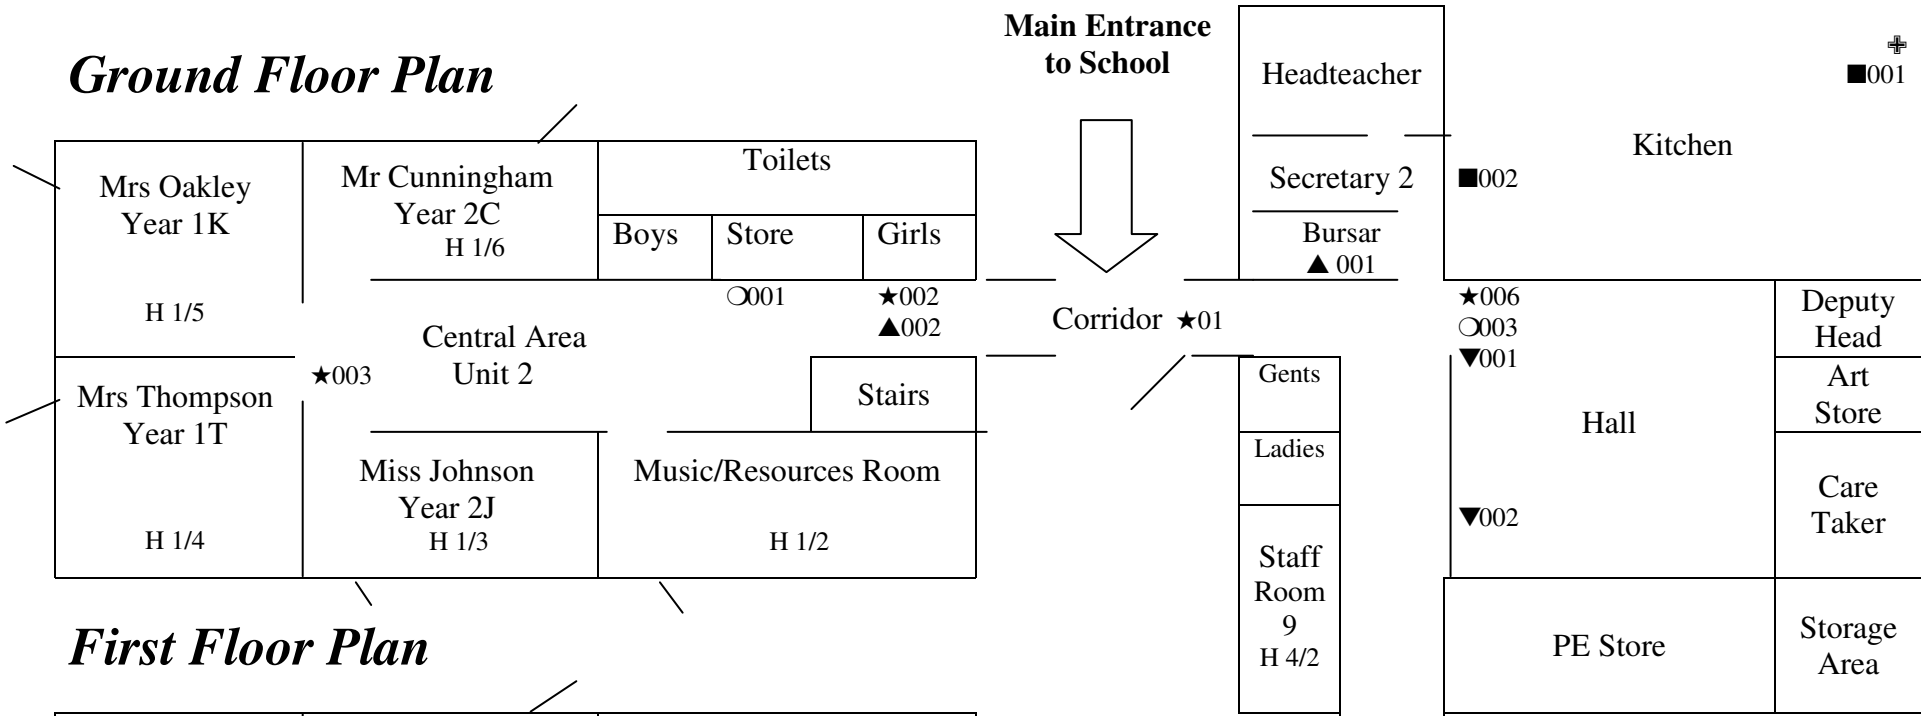 Ground Floor Plan
Main Entrance
to School
Headteacher
✙
■001
Kitchen
Mrs Oakley
Year 1K
H 1/5
Mr Cunningham
Year 2C
H 1/6
Toilets
Boys
Store
Girls
Secretary 2
■002
Bursar
▲ 001
❍001
★002
▲002
Corridor ★01
★006
❍003
▼001
Deputy
Head
Central Area
Unit 2
★003
Stairs
Gents
Art
Store
Mrs Thompson
Year 1T
H 1/4
Miss Johnson
Year 2J
H 1/3
Music/Resources Room
H 1/2
Ladies
Hall
▼002
Care
Taker
Staff
Room
9
H 4/2
PE Store
Storage
Area
First Floor Plan